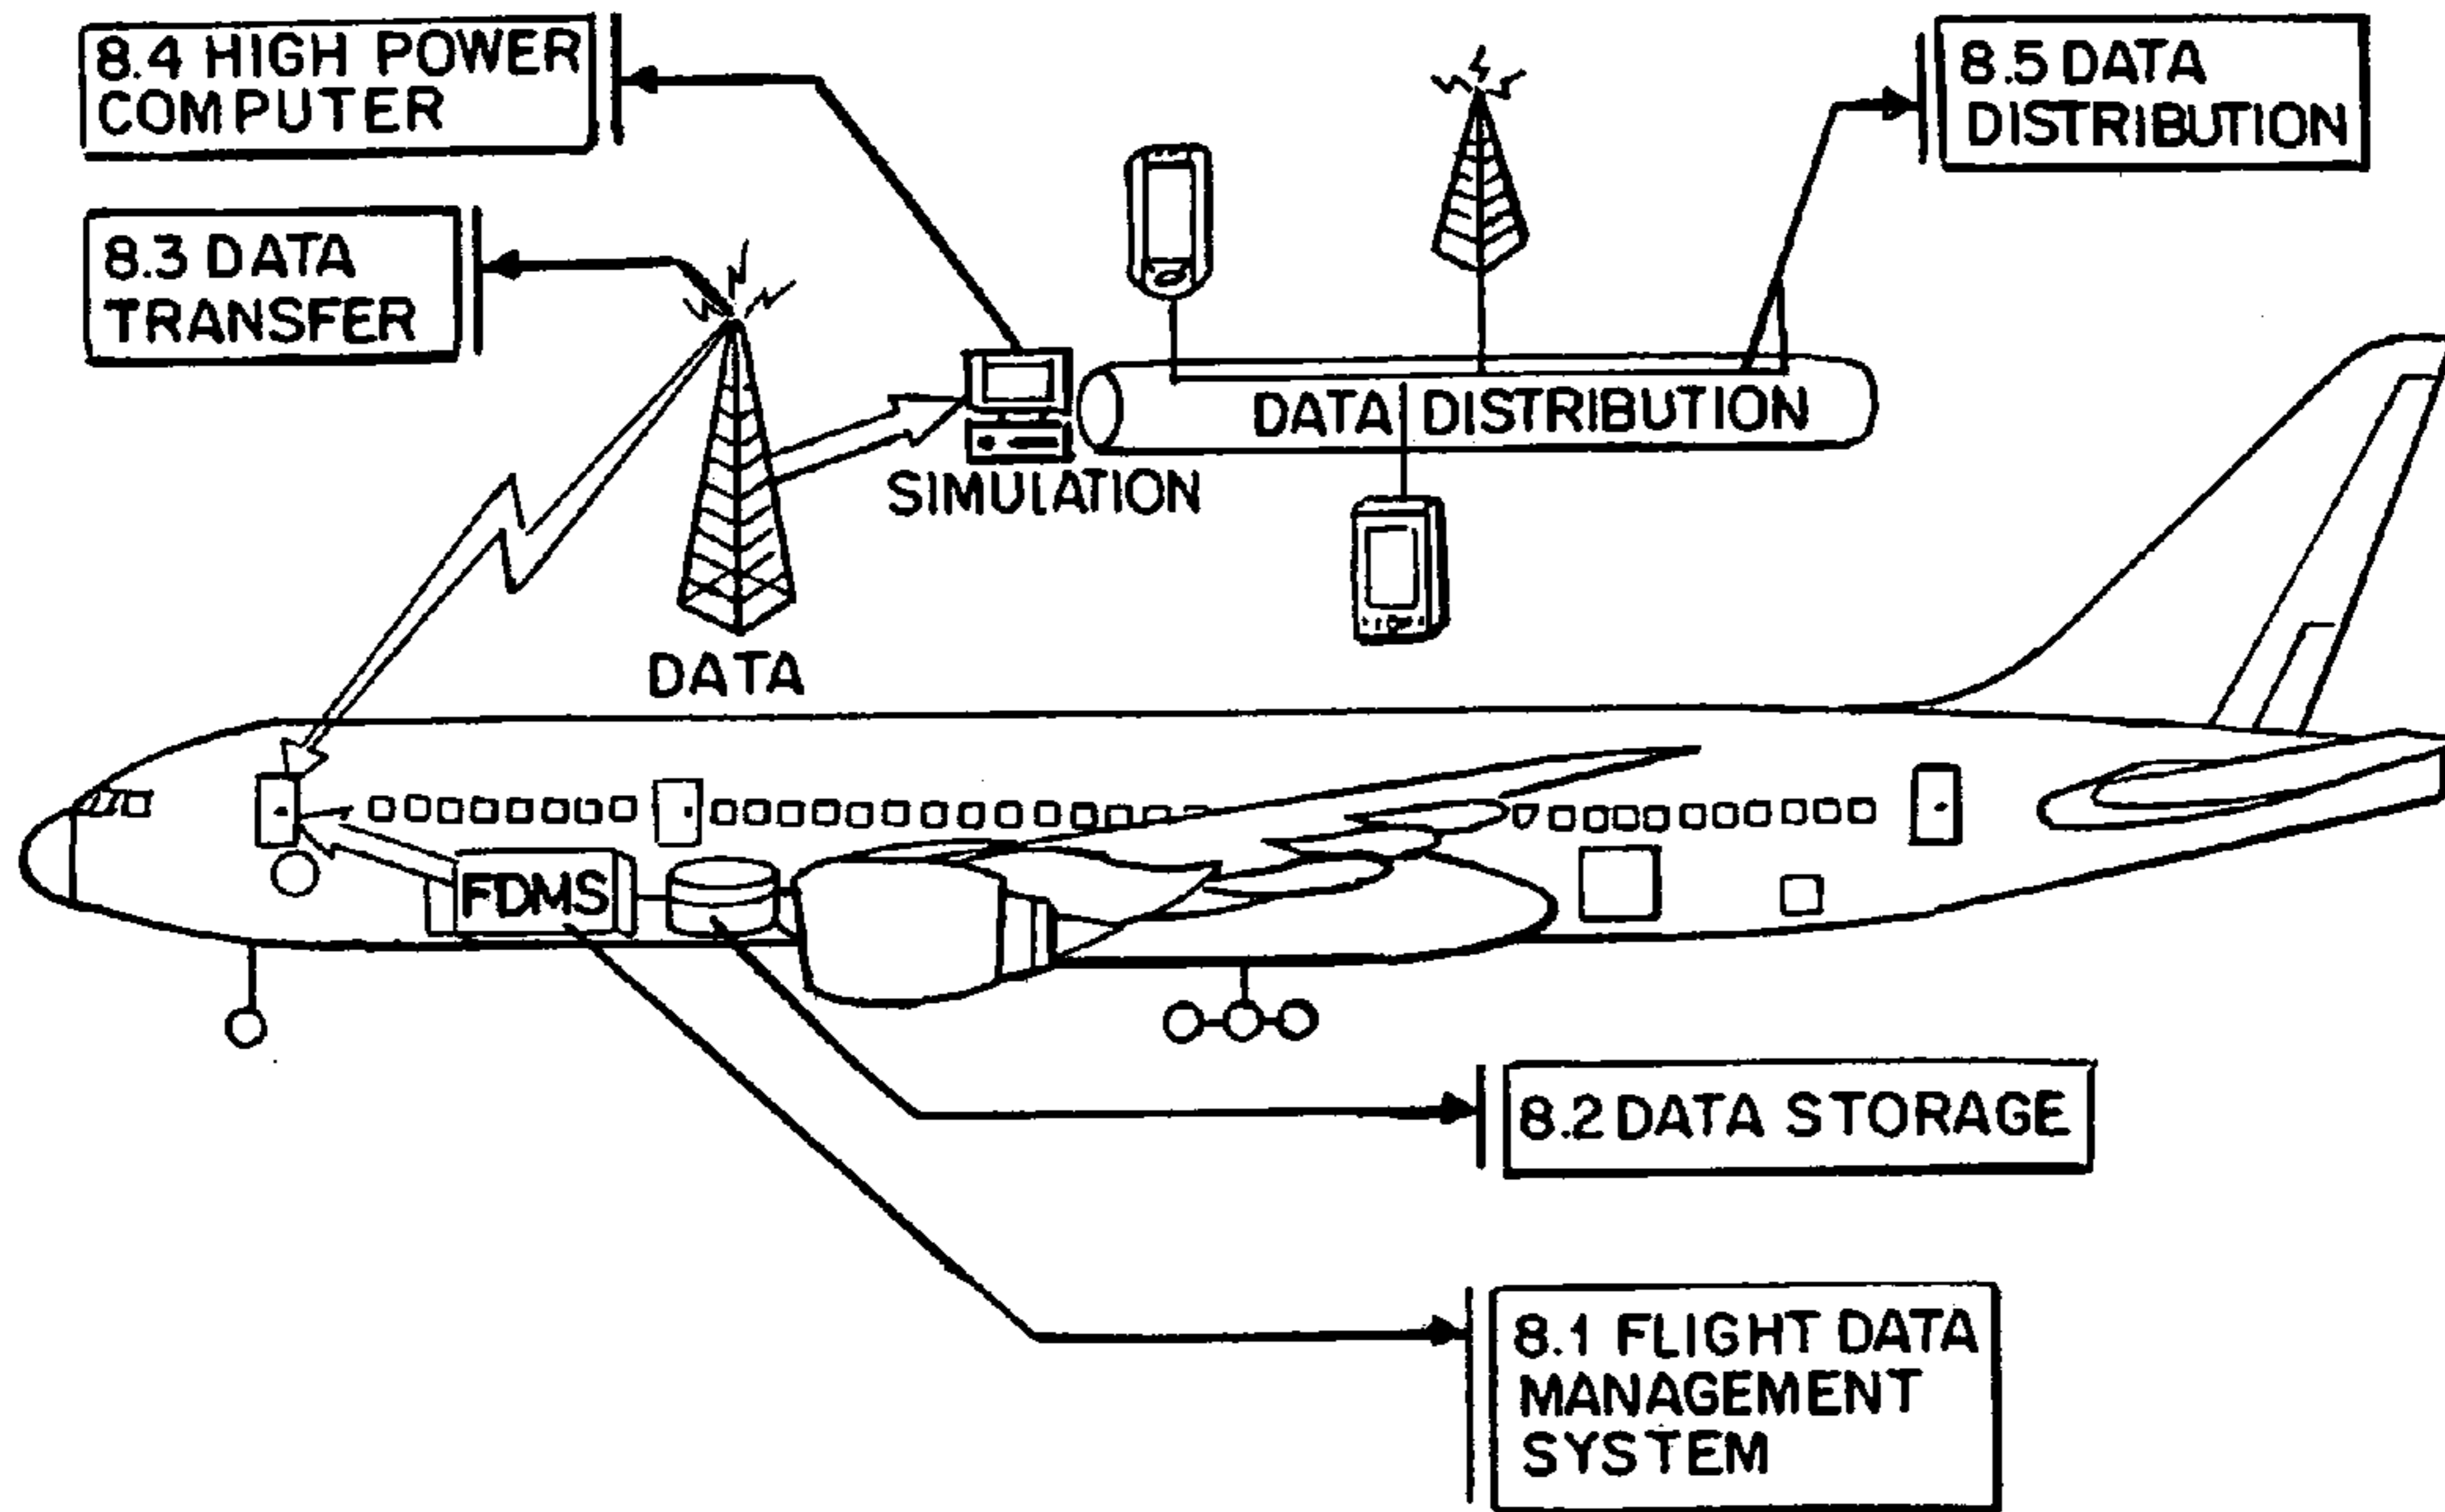 8.4 HIGH POWER
COMPUTER
8.5 DATA
DISTRIBUTION
8.3 DATA
TRANSFER
DATA DISTRIBUTION
SIMULATION
DATA
FDMS
8.2 DATA STORAGE
8.1 FLIGHT DATA
MANAGEMENT
SYSTEM